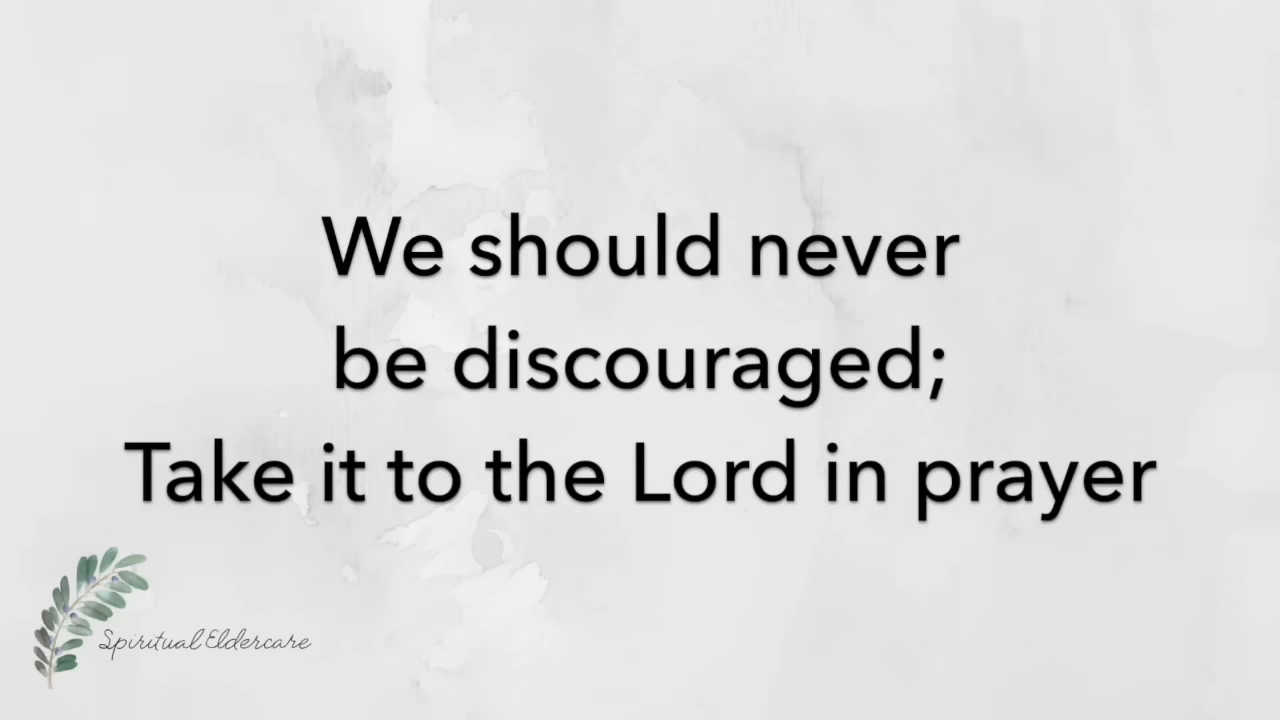 We should never
be discouraged;
Take it to the Lord in prayer
Spiritual Eldercare